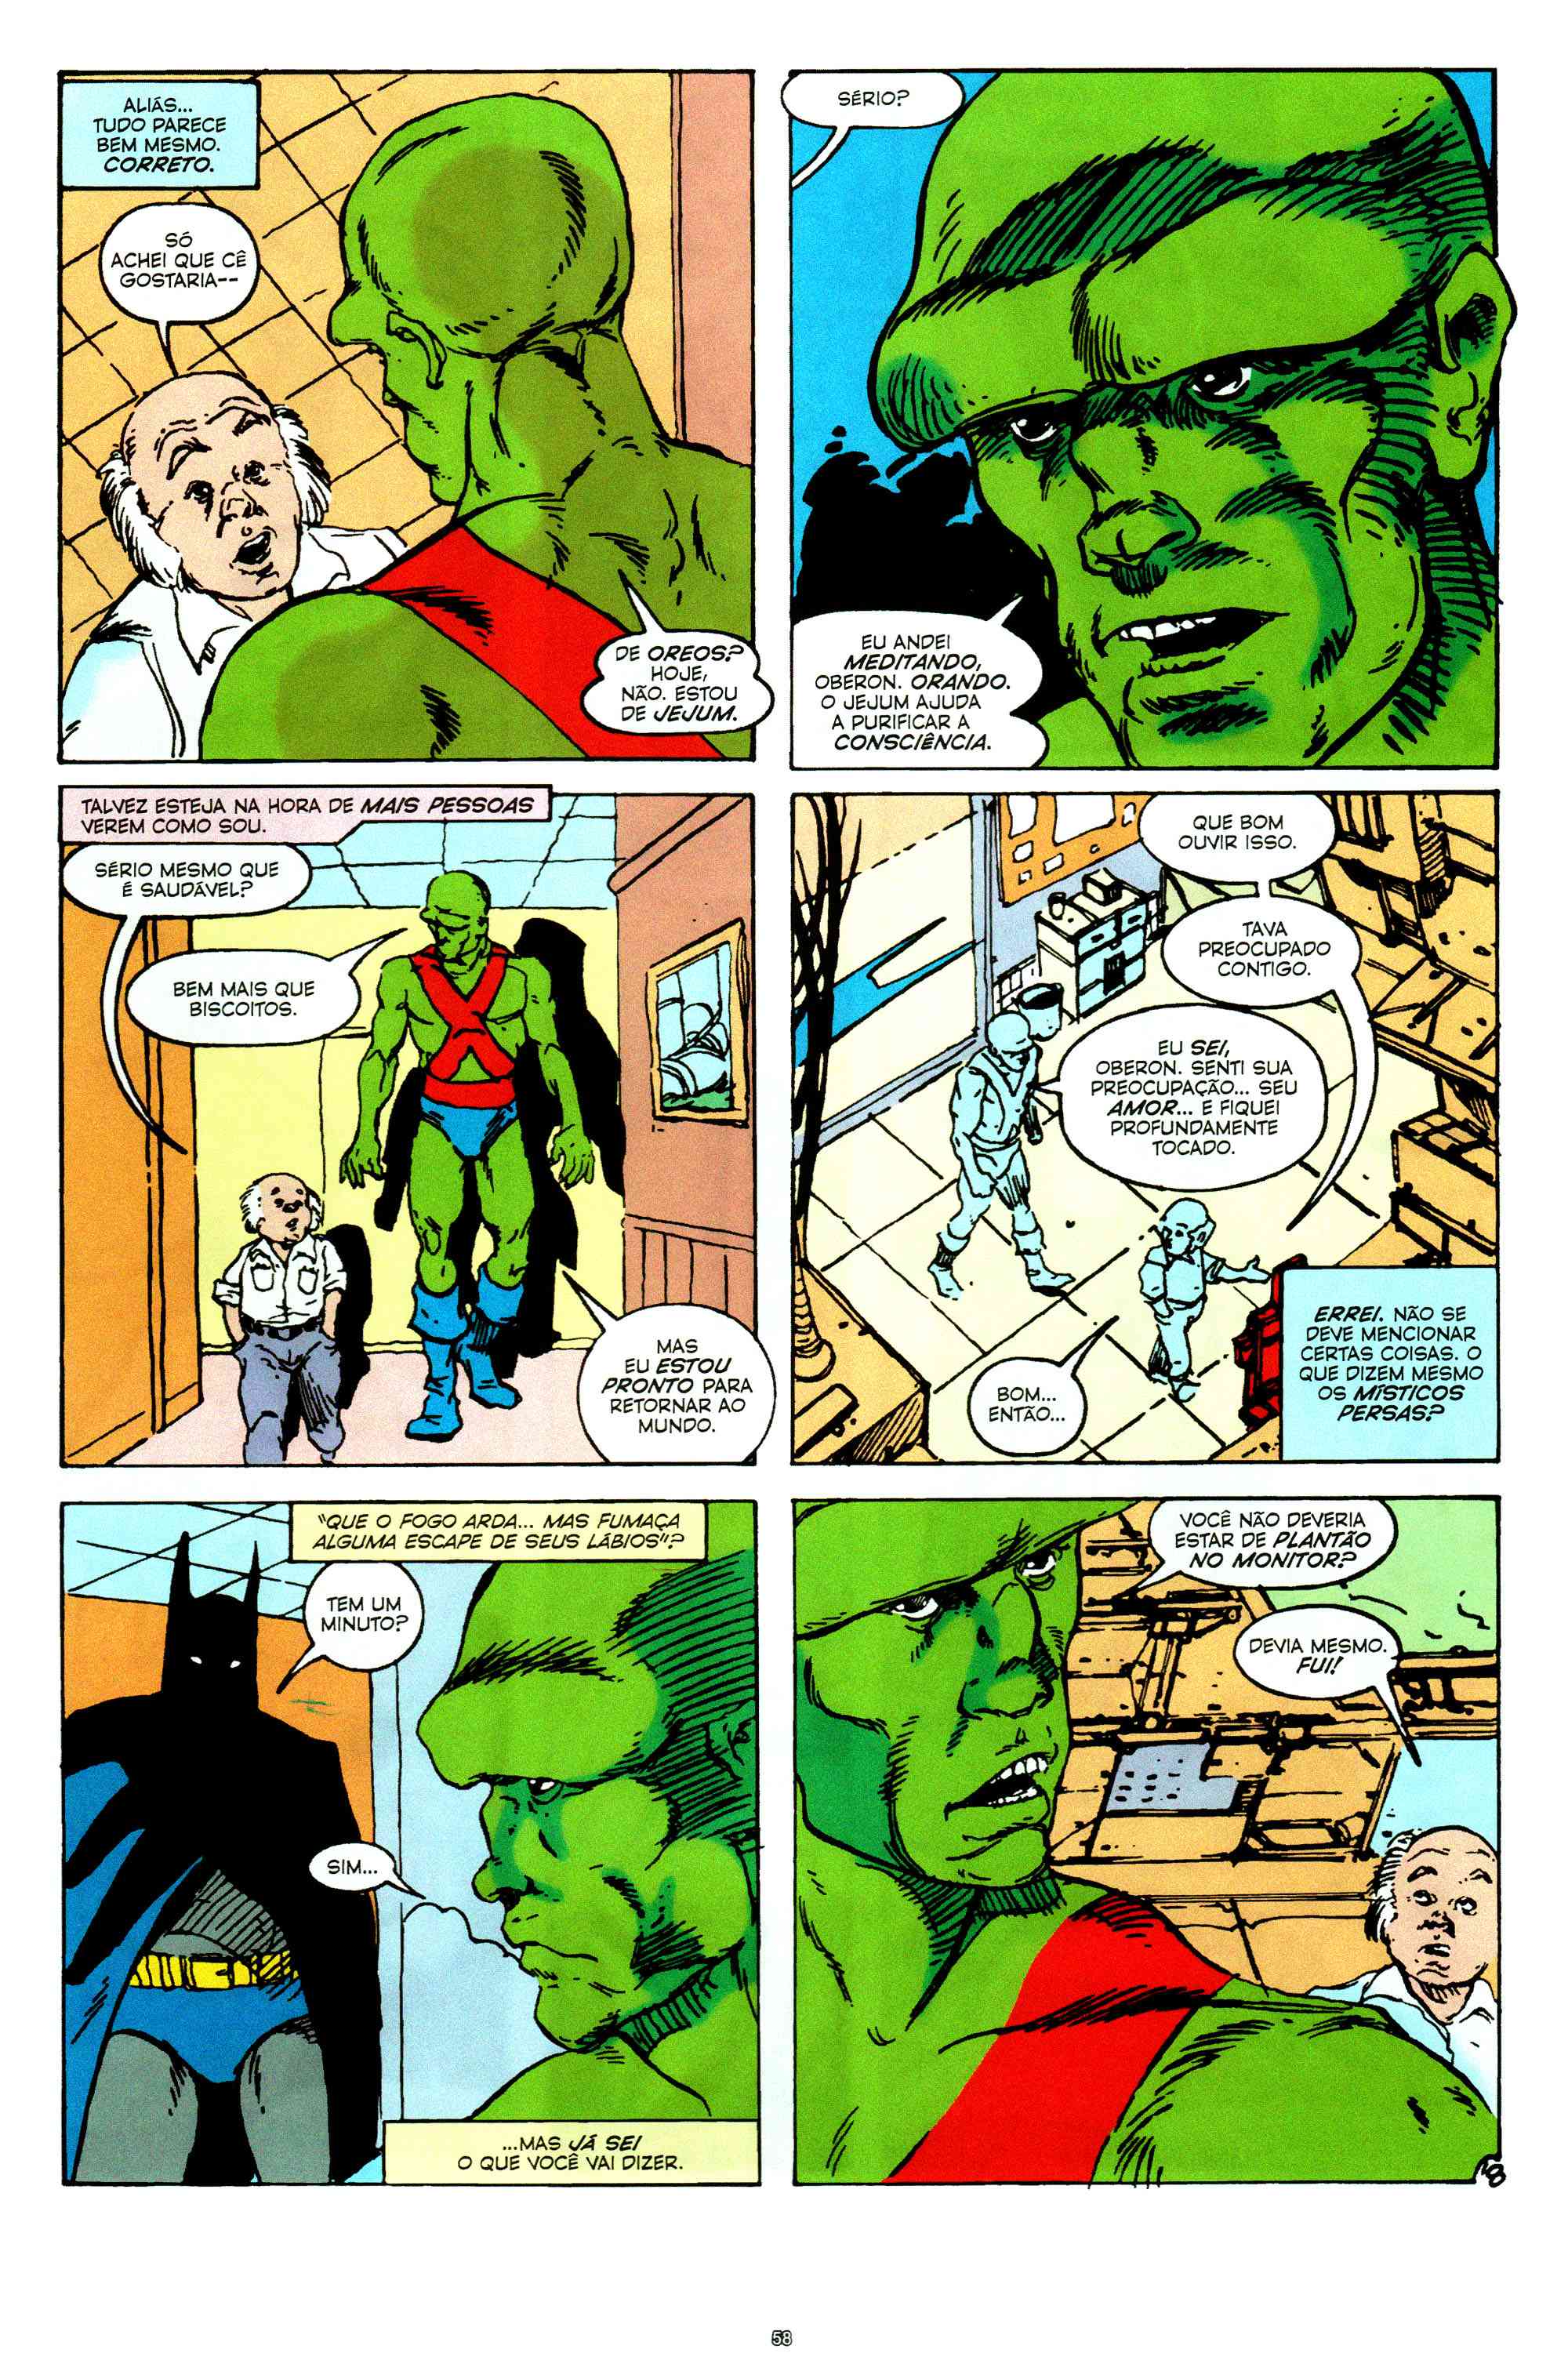 ALIÁS...
TUDO PARECE
BEM MESMO.
CORRETO.
SÓ
ACHEI QUE CÊ
GOSTARIA--
DE OREOS?
HOJE,
NÃO. ESTOU
DE JEJUM.
SÉRIO?
EU ANDEI
MEDITANDO,
OBERON. ORANDO.
O JEJUM AJUDA
A PURIFICAR A
CONSCIÊNCIA.
TALVEZ ESTEJA NA HORA DE MAIS PESSOAS
VEREM COMO SOU.
SÉRIO MESMO QUE
É SAUDÁVEL?
BEM MAIS QUE
BISCOITOS.
MAS
EU ESTOU
PRONTO PARA
RETORNAR AO
MUNDO.
QUE BOM
OUVIR ISSO.
TAVA
PREOCUPADO
CONTIGO.
EU SEI,
OBERON. SENTI SUA
PREOCUPAÇÃO... SEU
AMOR... E FIQUEI
PROFUNDAMENTE
TOCADO.
BOM...
ENTÃO...
ERREI. NÃO SE
DEVE MENCIONAR
CERTAS COISAS. O
QUE DIZEM MESMO
OS MÍSTICOS
PERSAS?
"QUE O FOGO ARDA... MAS FUMAÇA
ALGUMA ESCAPE DE SEUS LÁBIOS"?
TEM UM
MINUTO?
SIM...
...MAS JÁ SEI
O QUE VOCÊ VAI DIZER.
VOCÊ NÃO DEVERIA
ESTAR DE PLANTÃO
NO MONITOR?
DEVIA MESMO.
FUI!
18
58